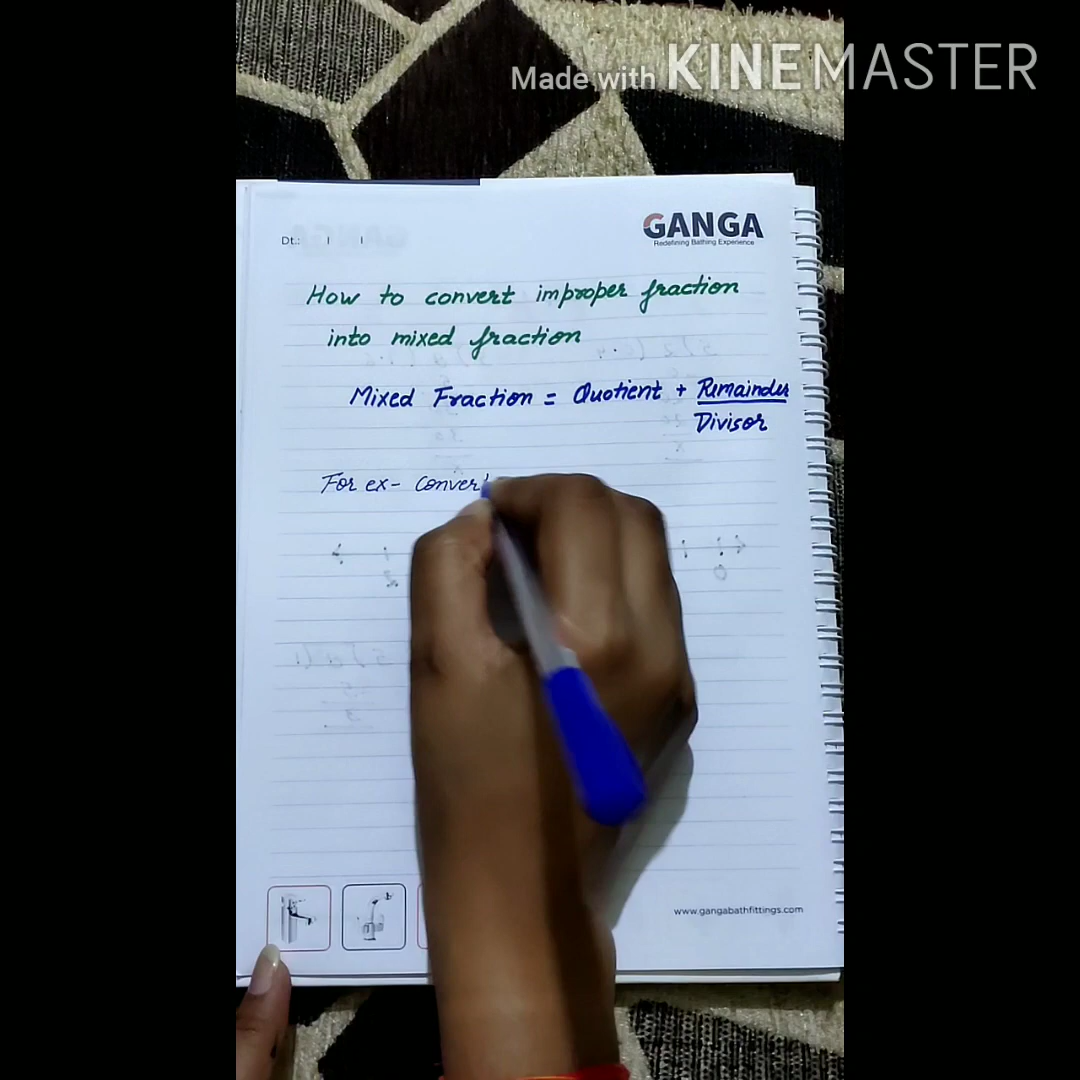 Made with KINEMASTER
GANGA
Redefining Bathing Experience
Dt.: / /
How to convert improper fraction
into mixed fraction
Mixed Fraction = Quotient + Remainder
Divisor
For ex- Convert
www.gangabathfittings.com